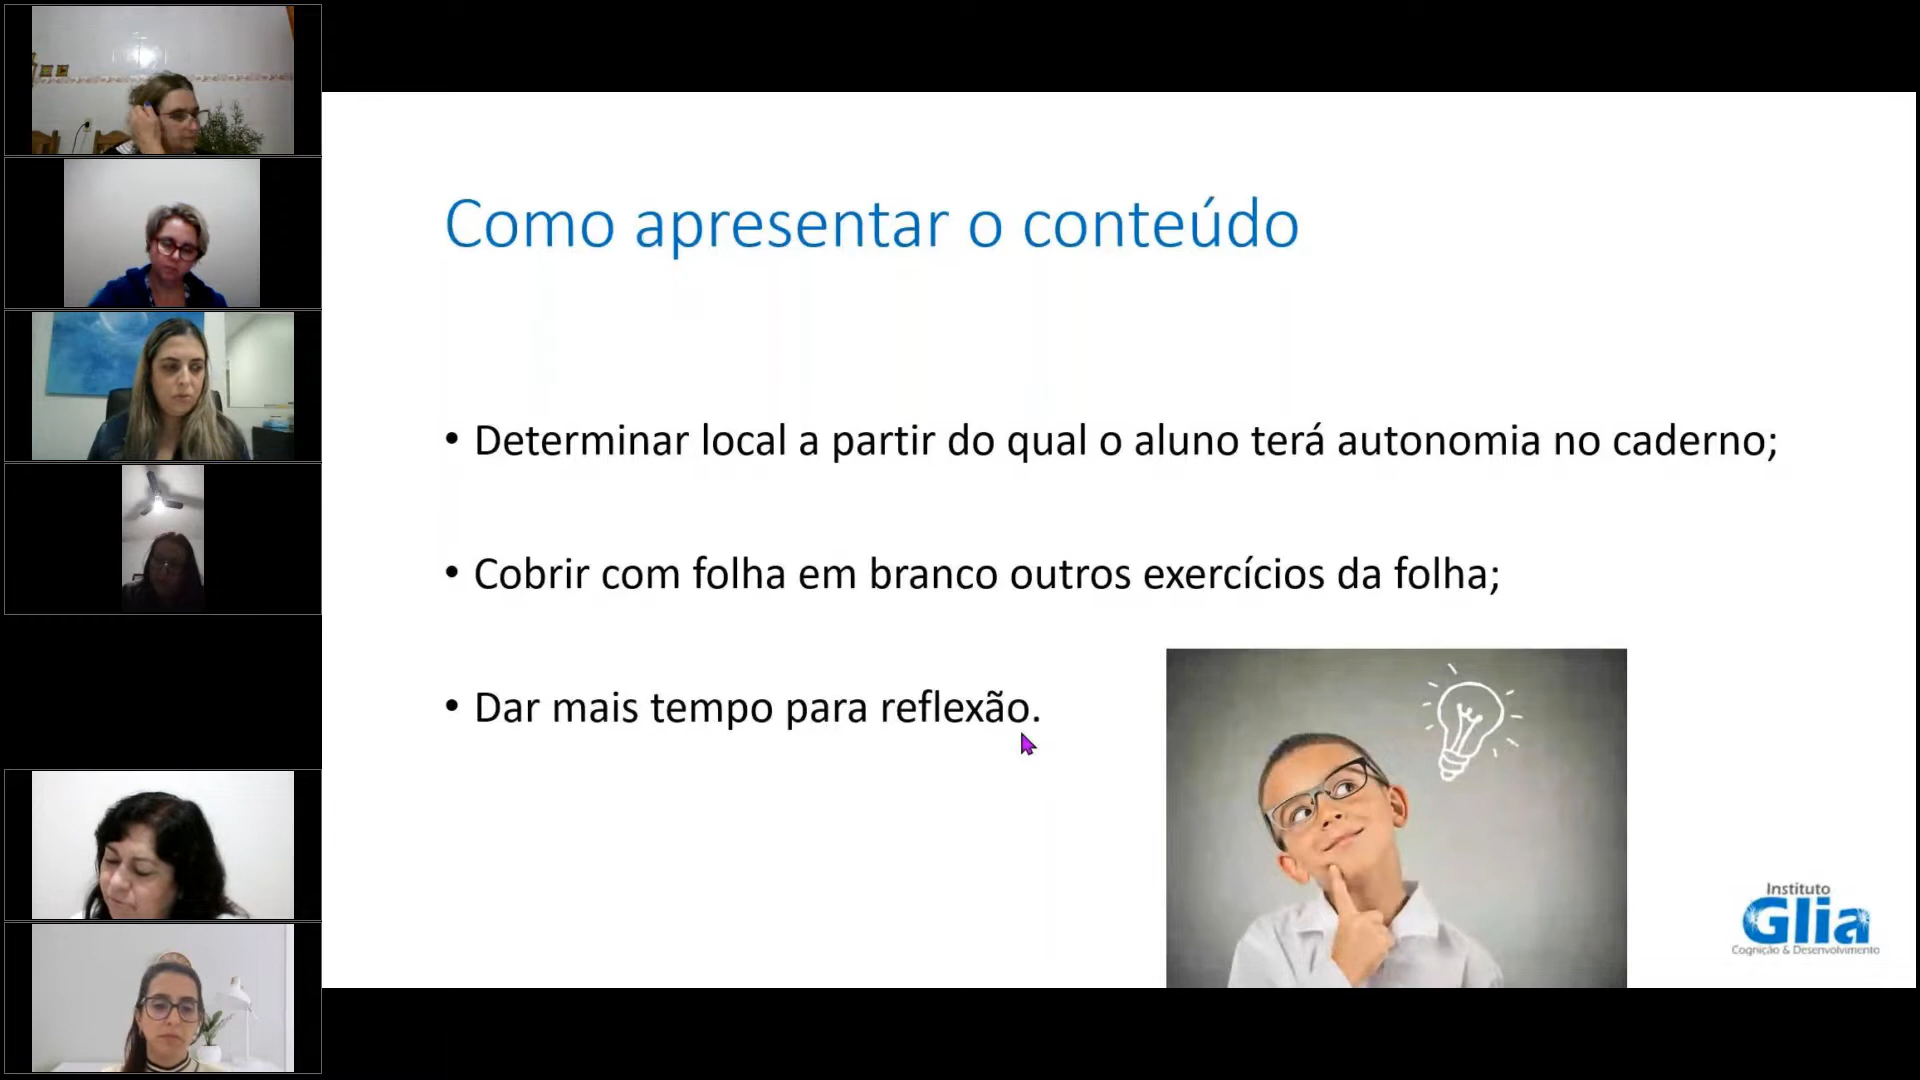 Como apresentar o conteúdo
• Determinar local a partir do qual o aluno terá autonomia no caderno;
• Cobrir com folha em branco outros exercícios da folha;
• Dar mais tempo para reflexão.
Instituto
Glia
Cognição & Desenvolvimento